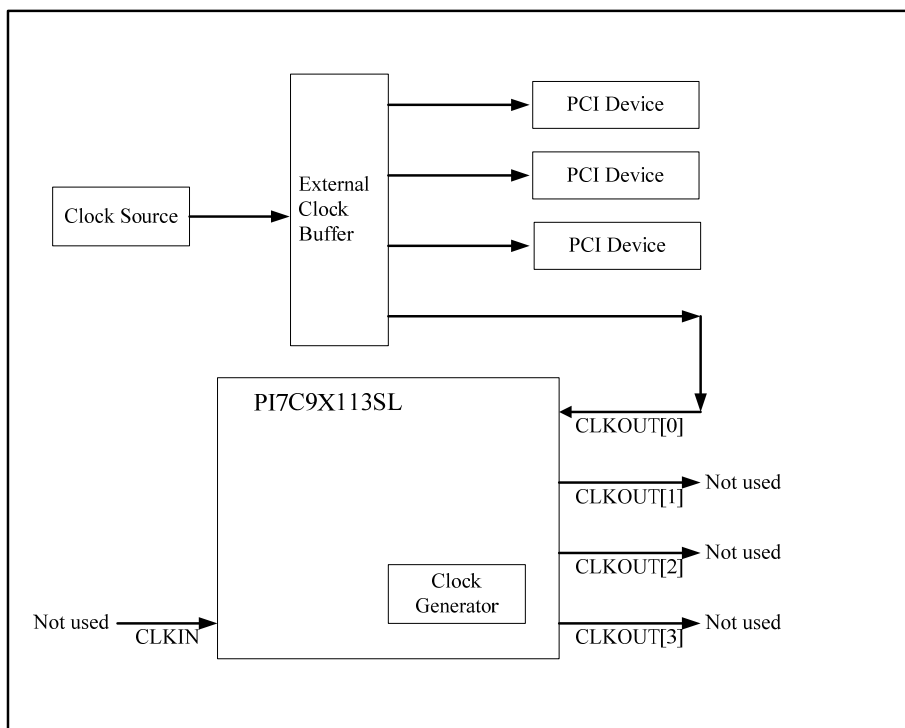 PCI Device
PCI Device
Clock Source
External
Clock
Buffer
PCI Device
PI7C9X113SL
CLKOUT[0]
CLKOUT[1]
Not used
CLKOUT[2]
Not used
Clock
Generator
Not used
CLKIN
CLKOUT[3]
Not used